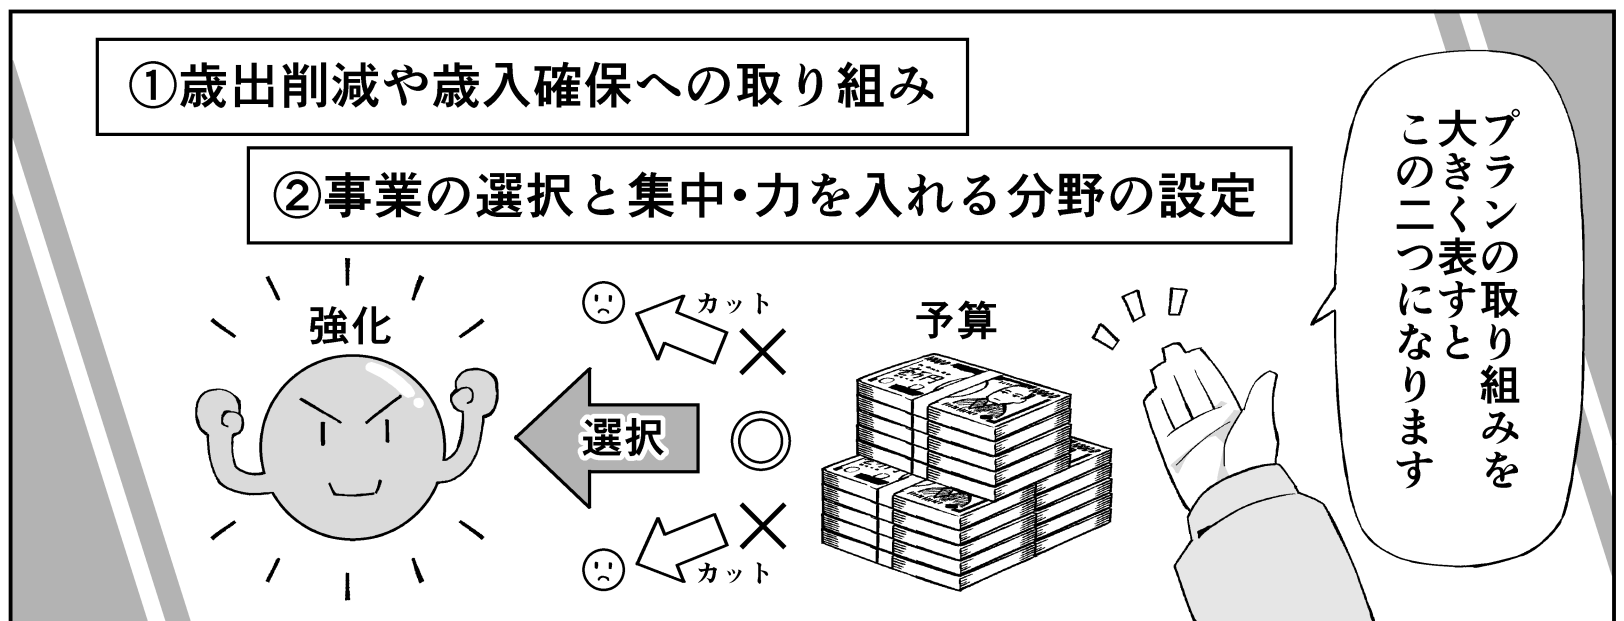 ①歳出削減や歳入確保への取り組み
②事業の選択と集中・力を入れる分野の設定
プランの取り組みを
大きく表すと
この二つになります
予算
カット
選択
カット
強化